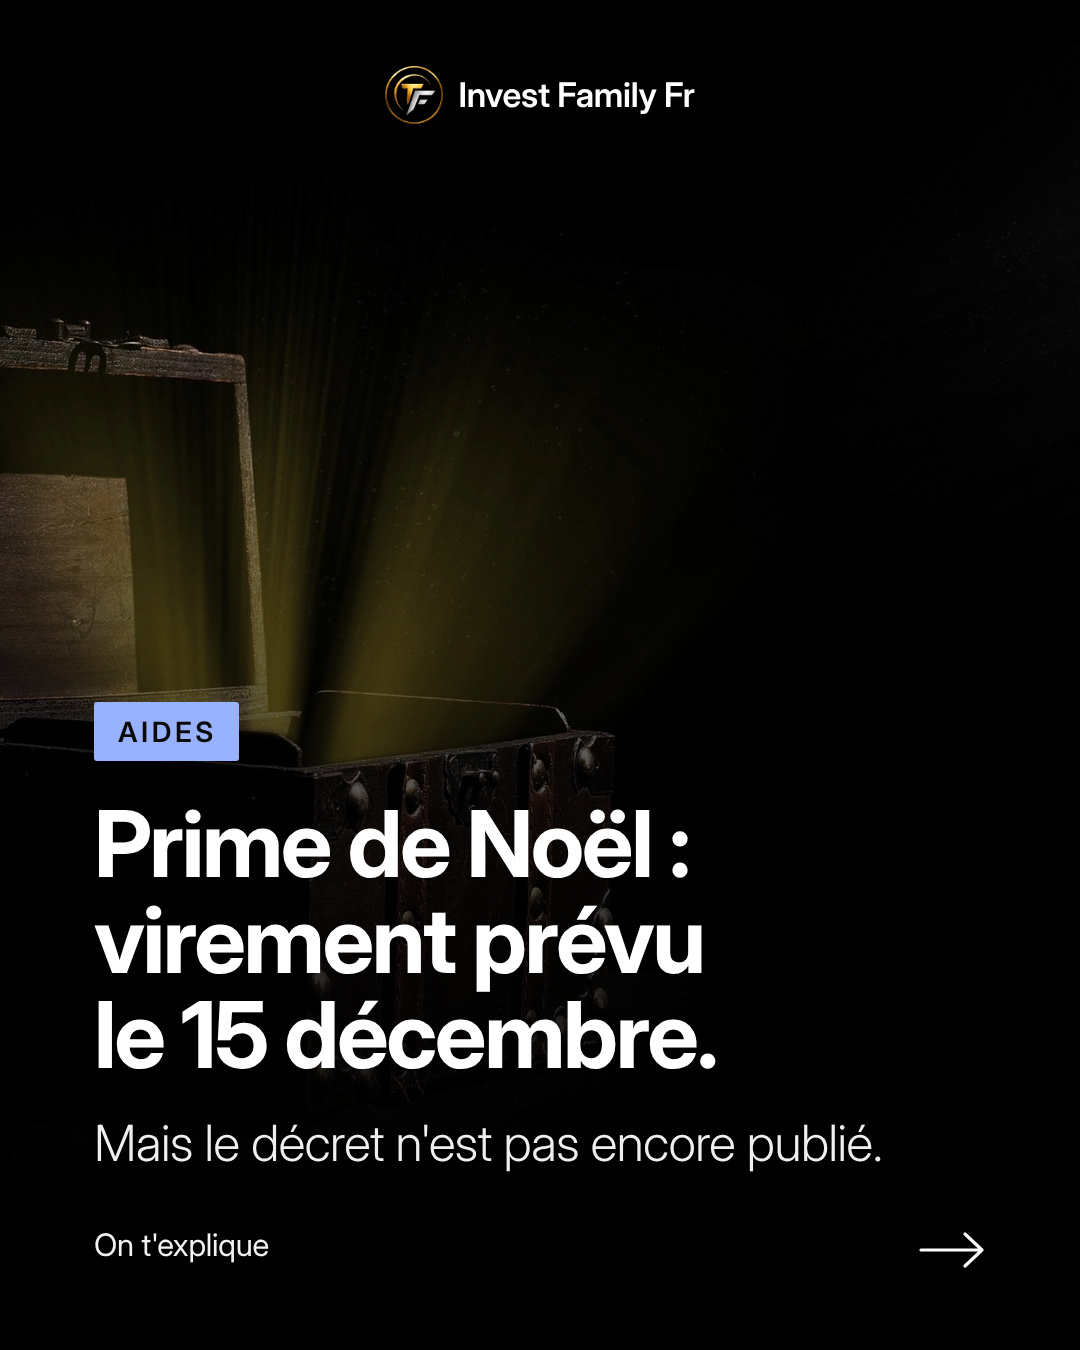 Invest Family Fr
AIDES
Prime de Noël :
virement prévu
le 15 décembre.
Mais le décret n'est pas encore publié.
On t'explique